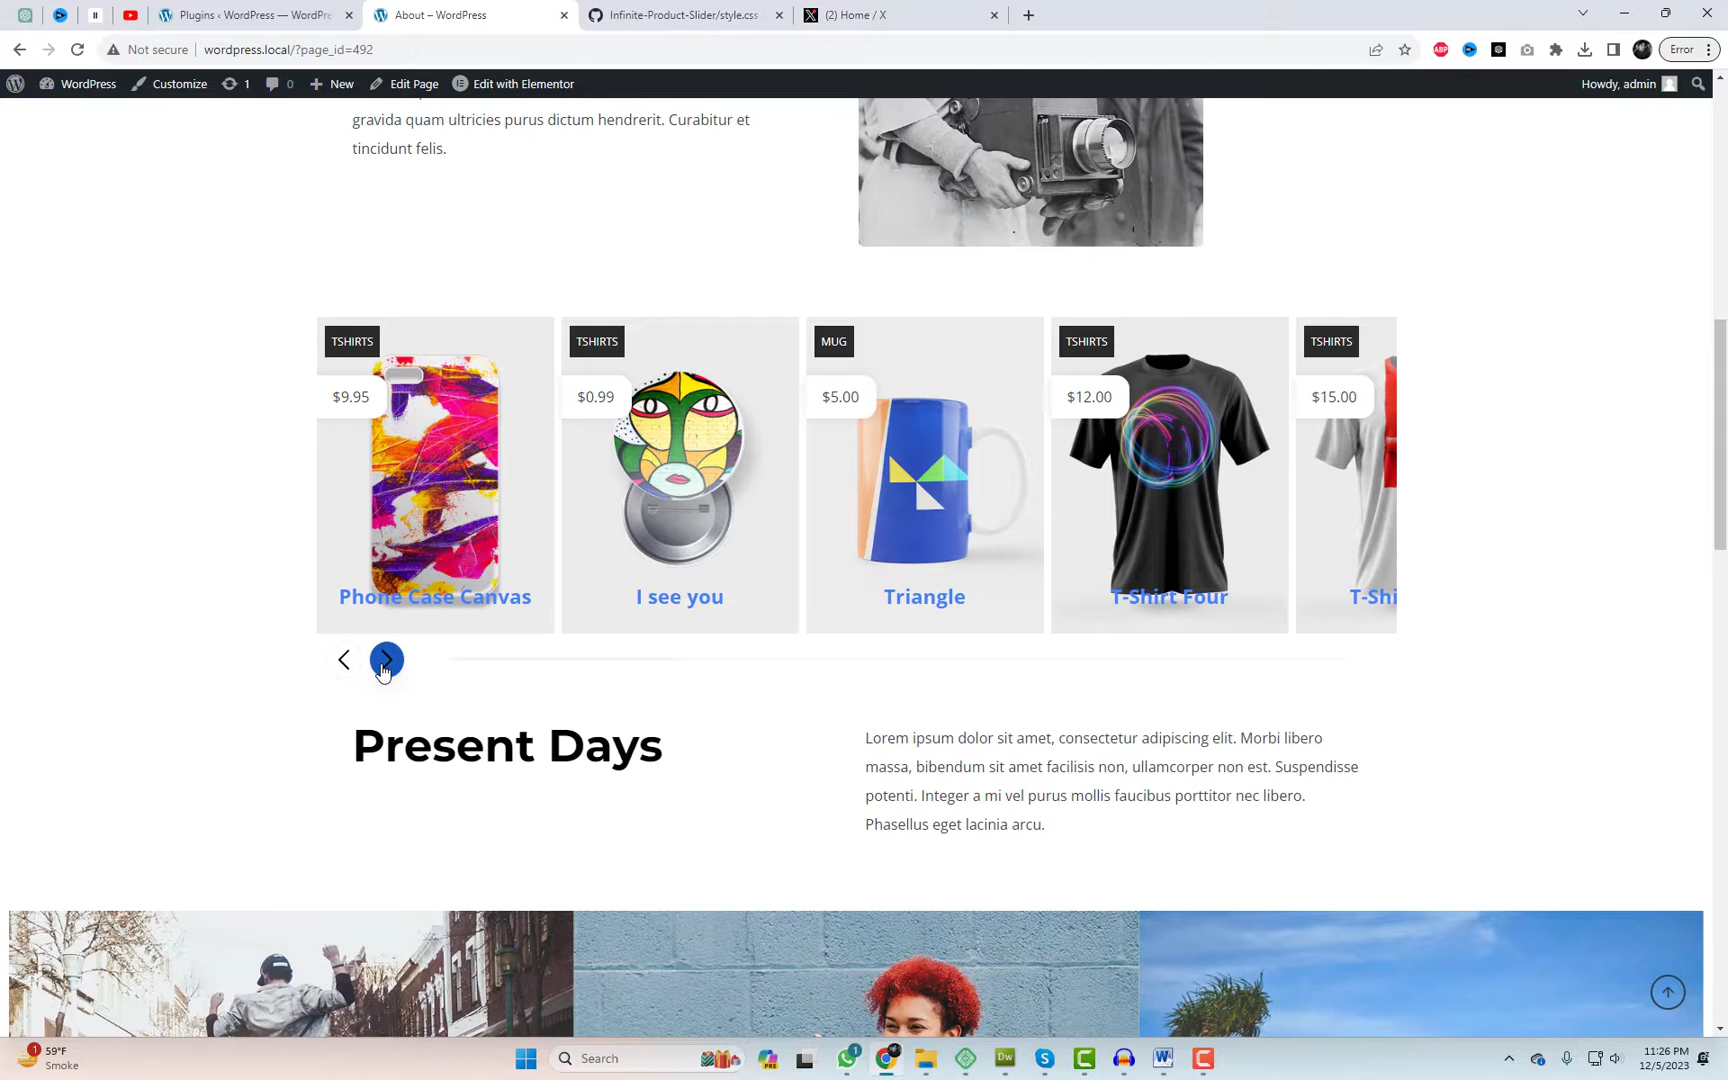 Plugins ‹ WordPress — WordPre
About – WordPress
Infinite-Product-Slider/style.css
(2) Home / X
Not secure
wordpress.local/?page_id=492
ABP
Error
WordPress
Customize
1
0
New
Edit Page
Edit with Elementor
Howdy, admin
gravida quam ultricies purus dictum hendrerit. Curabitur et
tincidunt felis.
TSHIRTS
TSHIRTS
MUG
TSHIRTS
TSHIRTS
$9.95
$0.99
$5.00
$12.00
$15.00
Phone Case Canvas
I see you
Triangle
T-Shirt Four
T-Shi
Present Days
Lorem ipsum dolor sit amet, consectetur adipiscing elit. Morbi libero
massa, bibendum sit amet facilisis non, ullamcorper non est. Suspendisse
potenti. Integer a mi vel purus mollis faucibus porttitor nec libero.
Phasellus eget lacinia arcu.
1
59°F
Smoke
Search
PRE
1
Dw
11:26 PM
12/5/2023